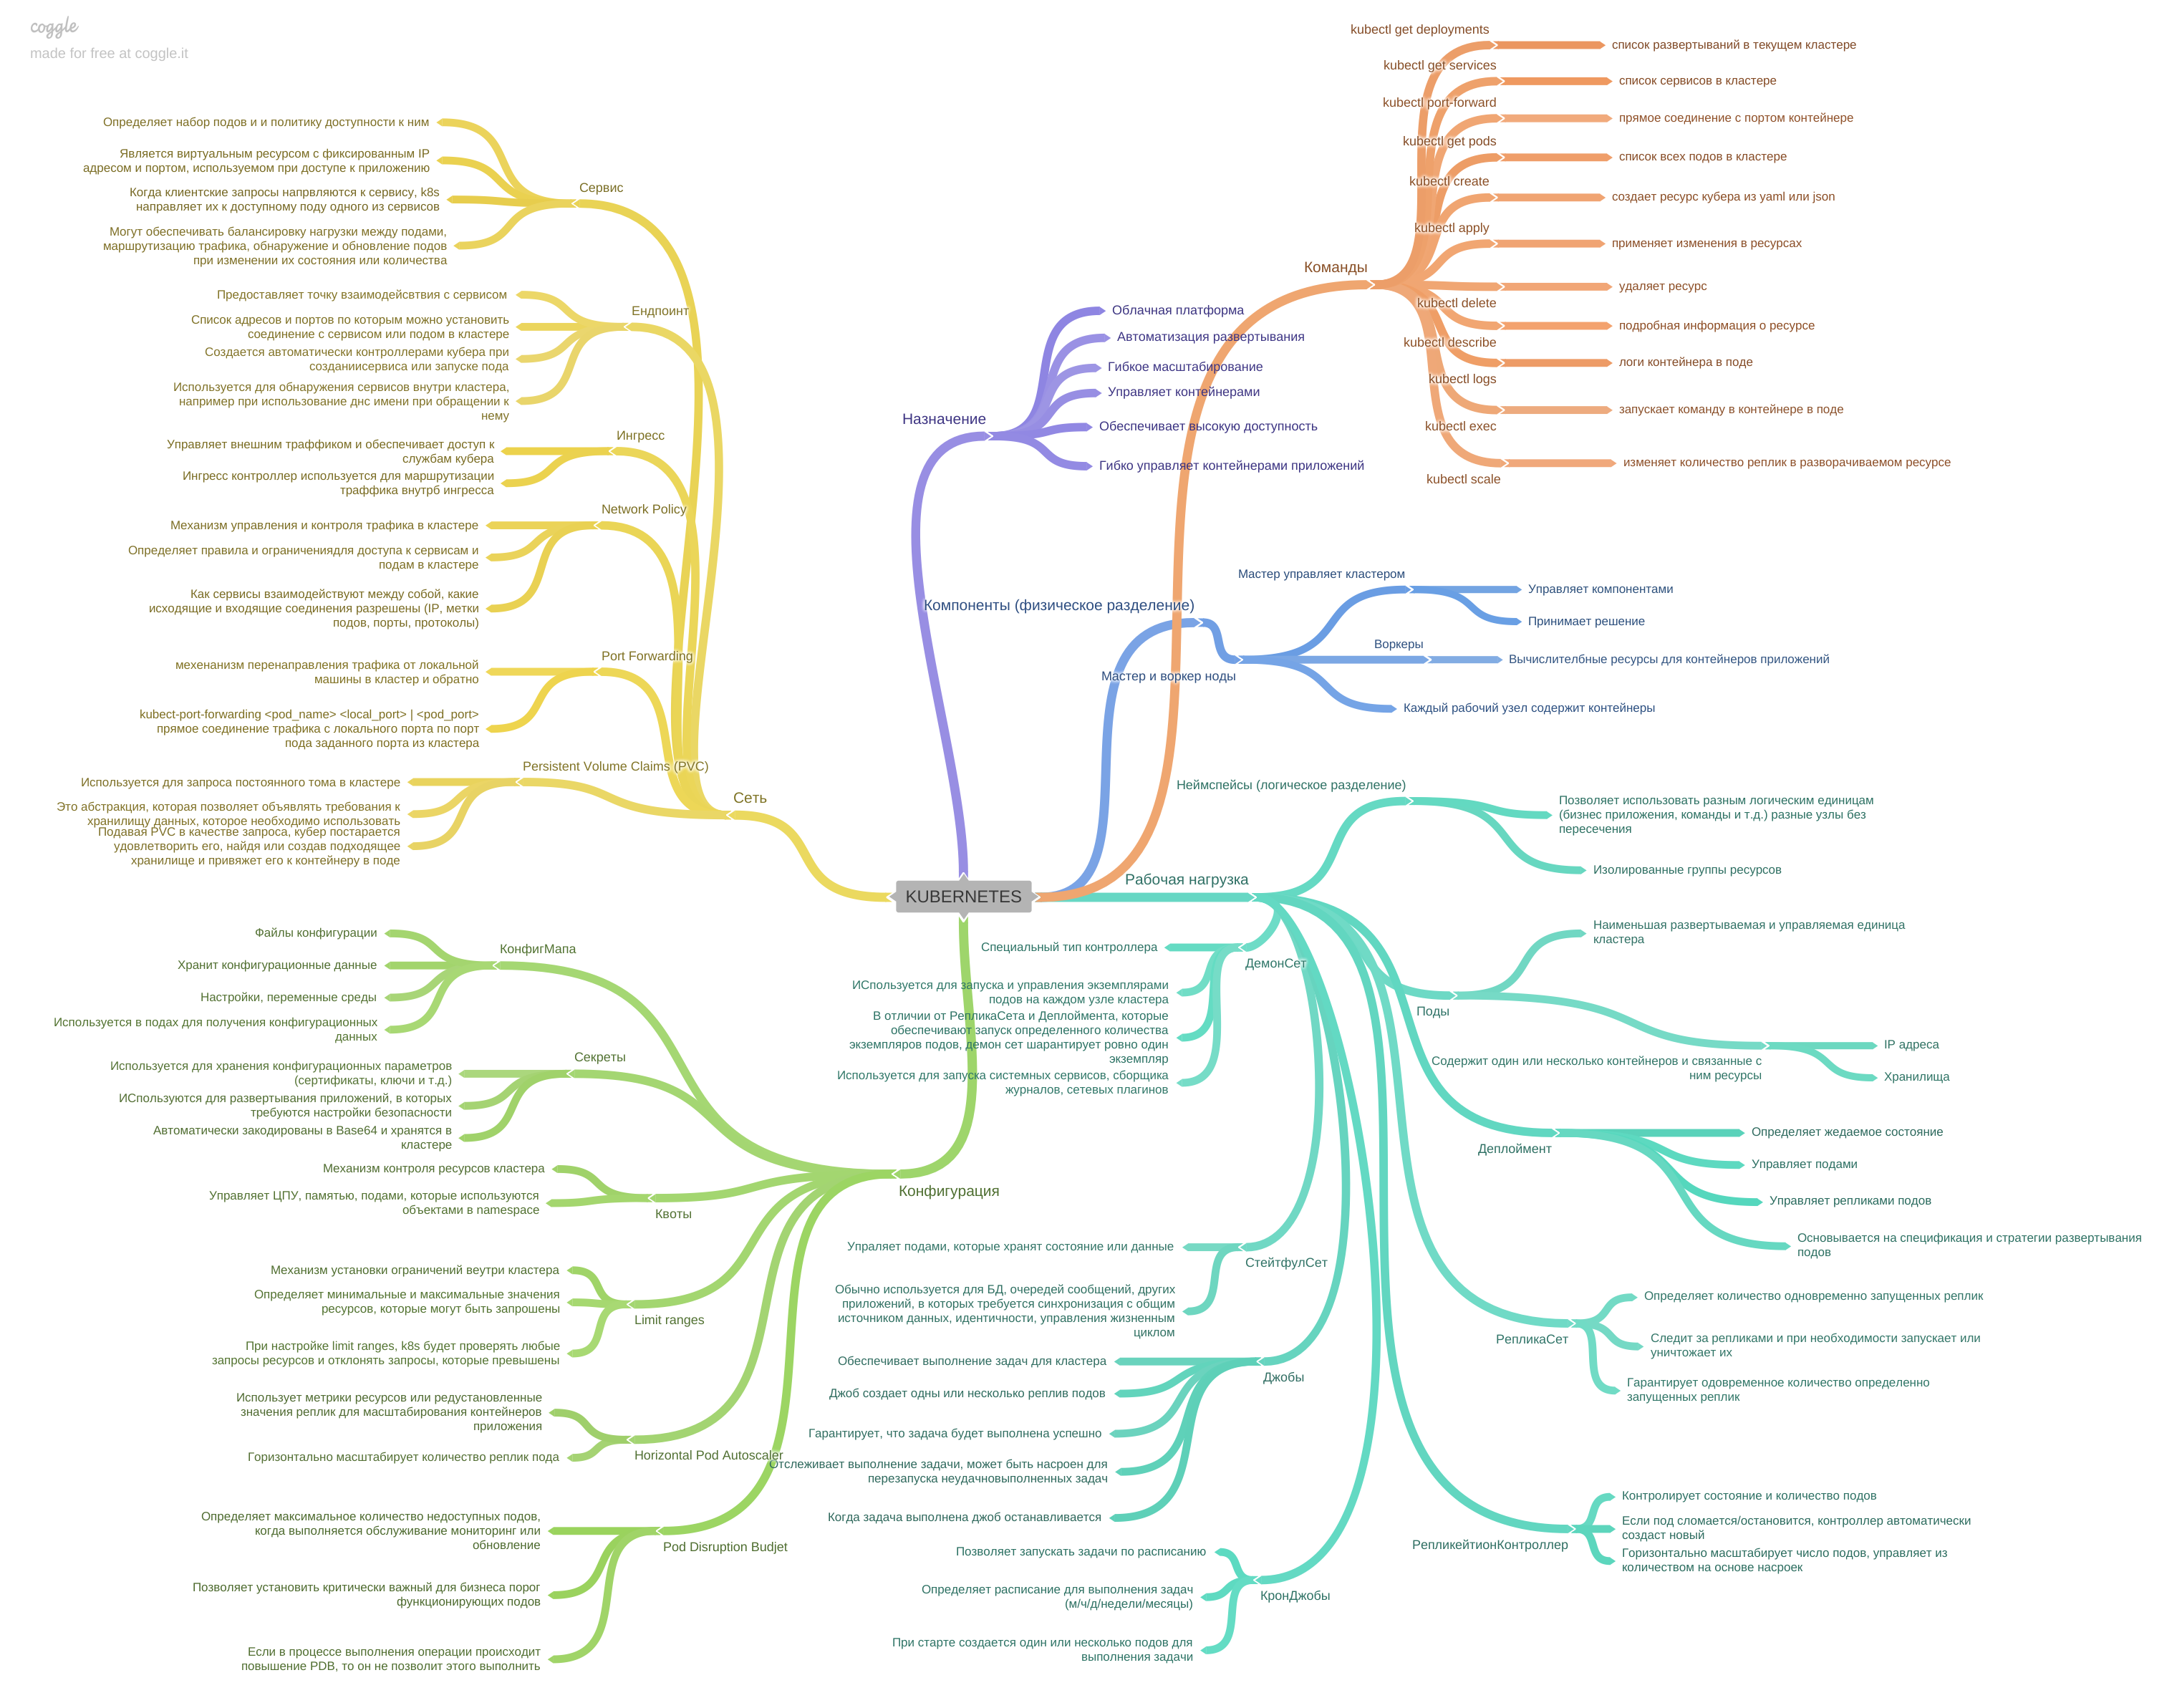 coggle
made for free at coggle.it
KUBERNETES
Назначение
Облачная платформа
Автоматизация развертывания
Гибкое масштабирование
Управляет контейнерами
Обеспечивает высокую доступность
Гибко управляет контейнерами приложений
Команды
kubectl get deployments
список развертываний в текущем кластере
kubectl get services
список сервисов в кластере
kubectl port-forward
прямое соединение с портом контейнере
kubectl get pods
список всех подов в кластере
kubectl create
создает ресурс кубера из yaml или json
kubectl apply
применяет изменения в ресурсах
kubectl delete
удаляет ресурс
kubectl describe
подробная информация о ресурсе
kubectl logs
логи контейнера в поде
kubectl exec
запускает команду в контейнере в поде
kubectl scale
изменяет количество реплик в разворачиваемом ресурсе
Компоненты (физическое разделение)
Мастер и воркер ноды
Мастер управляет кластером
Управляет компонентами
Принимает решение
Воркеры
Вычислителбные ресурсы для контейнеров приложений
Каждый рабочий узел содержит контейнеры
Рабочая нагрузка
Неймспейсы (логическое разделение)
Позволяет использовать разным логическим единицам
(бизнес приложения, команды и т.д.) разные узлы без
пересечения
Изолированные группы ресурсов
Поды
Наименьшая развертываемая и управляемая единица
кластера
Содержит один или несколько контейнеров и связанные с
ним ресурсы
IP адреса
Хранилища
Деплоймент
Определяет жедаемое состояние
Управляет подами
Управляет репликами подов
Основывается на спецификация и стратегии развертывания
подов
РепликаСет
Определяет количество одновременно запущенных реплик
Следит за репликами и при необходимости запускает или
уничтожает их
Гарантирует одовременное количество определенно
запущенных реплик
РепликейтионКонтроллер
Контролирует состояние и количество подов
Если под сломается/остановится, контроллер автоматически
создаст новый
Горизонтально масштабирует число подов, управляет из
количеством на основе насроек
ДемонСет
Специальный тип контроллера
ИСпользуется для запуска и управления экземплярами
подов на каждом узле кластера
В отличии от РепликаСета и Деплоймента, которые
обеспечивают запуск определенного количества
экземпляров подов, демон сет шарантирует ровно один
экземпляр
Используется для запуска системных сервисов, сборщика
журналов, сетевых плагинов
СтейтфулСет
Упраляет подами, которые хранят состояние или данные
Обычно используется для БД, очередей сообщений, других
приложений, в которых требуется синхронизация с общим
источником данных, идентичности, управления жизненным
циклом
Джобы
Обеспечивает выполнение задач для кластера
Джоб создает одны или несколько реплив подов
Гарантирует, что задача будет выполнена успешно
Отслеживает выполнение задачи, может быть насроен для
перезапуска неудачновыполненных задач
Когда задача выполнена джоб останавливается
КронДжобы
Позволяет запускать задачи по расписанию
Определяет расписание для выполнения задач
(м/ч/д/недели/месяцы)
При старте создается один или несколько подов для
выполнения задачи
Сеть
Сервис
Определяет набор подов и и политику доступности к ним
Является виртуальным ресурсом с фиксированным IP
адресом и портом, используемом при доступе к приложению
Когда клиентские запросы напрвляются к сервису, k8s
направляет их к доступному поду одного из сервисов
Могут обеспечивать балансировку нагрузки между подами,
маршрутизацию трафика, обнаружение и обновление подов
при изменении их состояния или количества
Ендпоинт
Предоставляет точку взаимодейсвтвия с сервисом
Список адресов и портов по которым можно установить
соединение с сервисом или подом в кластере
Создается автоматически контроллерами кубера при
созданиисервиса или запуске пода
Используется для обнаружения сервисов внутри кластера,
например при использование днс имени при обращении к
нему
Ингресс
Управляет внешним траффиком и обеспечивает доступ к
службам кубера
Ингресс контроллер используется для маршрутизации
траффика внутрб ингресса
Network Policy
Механизм управления и контроля трафика в кластере
Определяет правила и ограничениядля доступа к сервисам и
подам в кластере
Как сервисы взаимодействуют между собой, какие
исходящие и входящие соединения разрешены (IP, метки
подов, порты, протоколы)
Port Forwarding
мехенанизм перенаправления трафика от локальной
машины в кластер и обратно
kubect-port-forwarding <pod_name> <local_port> | <pod_port>
прямое соединение трафика с локального порта по порт
пода заданного порта из кластера
Persistent Volume Claims (PVC)
Используется для запроса постоянного тома в кластере
Это абстракция, которая позволяет объявлять требования к
хранилищу данных, которое необходимо использовать
Подавая PVC в качестве запроса, кубер постарается
удовлетворить его, найдя или создав подходящее
хранилище и привяжет его к контейнеру в поде
Конфигурация
КонфигМапа
Файлы конфигурации
Хранит конфигурационные данные
Настройки, переменные среды
Используется в подах для получения конфигурационных
данных
Секреты
Используется для хранения конфигурационных параметров
(сертификаты, ключи и т.д.)
ИСпользуются для развертывания приложений, в которых
требуются настройки безопасности
Автоматически закодированы в Base64 и хранятся в
кластере
Квоты
Механизм контроля ресурсов кластера
Управляет ЦПУ, памятью, подами, которые используются
объектами в namespace
Limit ranges
Механизм установки ограничений веутри кластера
Определяет минимальные и максимальные значения
ресурсов, которые могут быть запрошены
При настройке limit ranges, k8s будет проверять любые
запросы ресурсов и отклонять запросы, которые превышены
Horizontal Pod Autoscaler
Использует метрики ресурсов или редустановленные
значения реплик для масштабирования контейнеров
приложения
Горизонтально масштабирует количество реплик пода
Pod Disruption Budjet
Определяет максимальное количество недоступных подов,
когда выполняется обслуживание мониторинг или
обновление
Позволяет установить критически важный для бизнеса порог
функционирующих подов
Если в процессе выполнения операции происходит
повышение PDB, то он не позволит этого выполнить